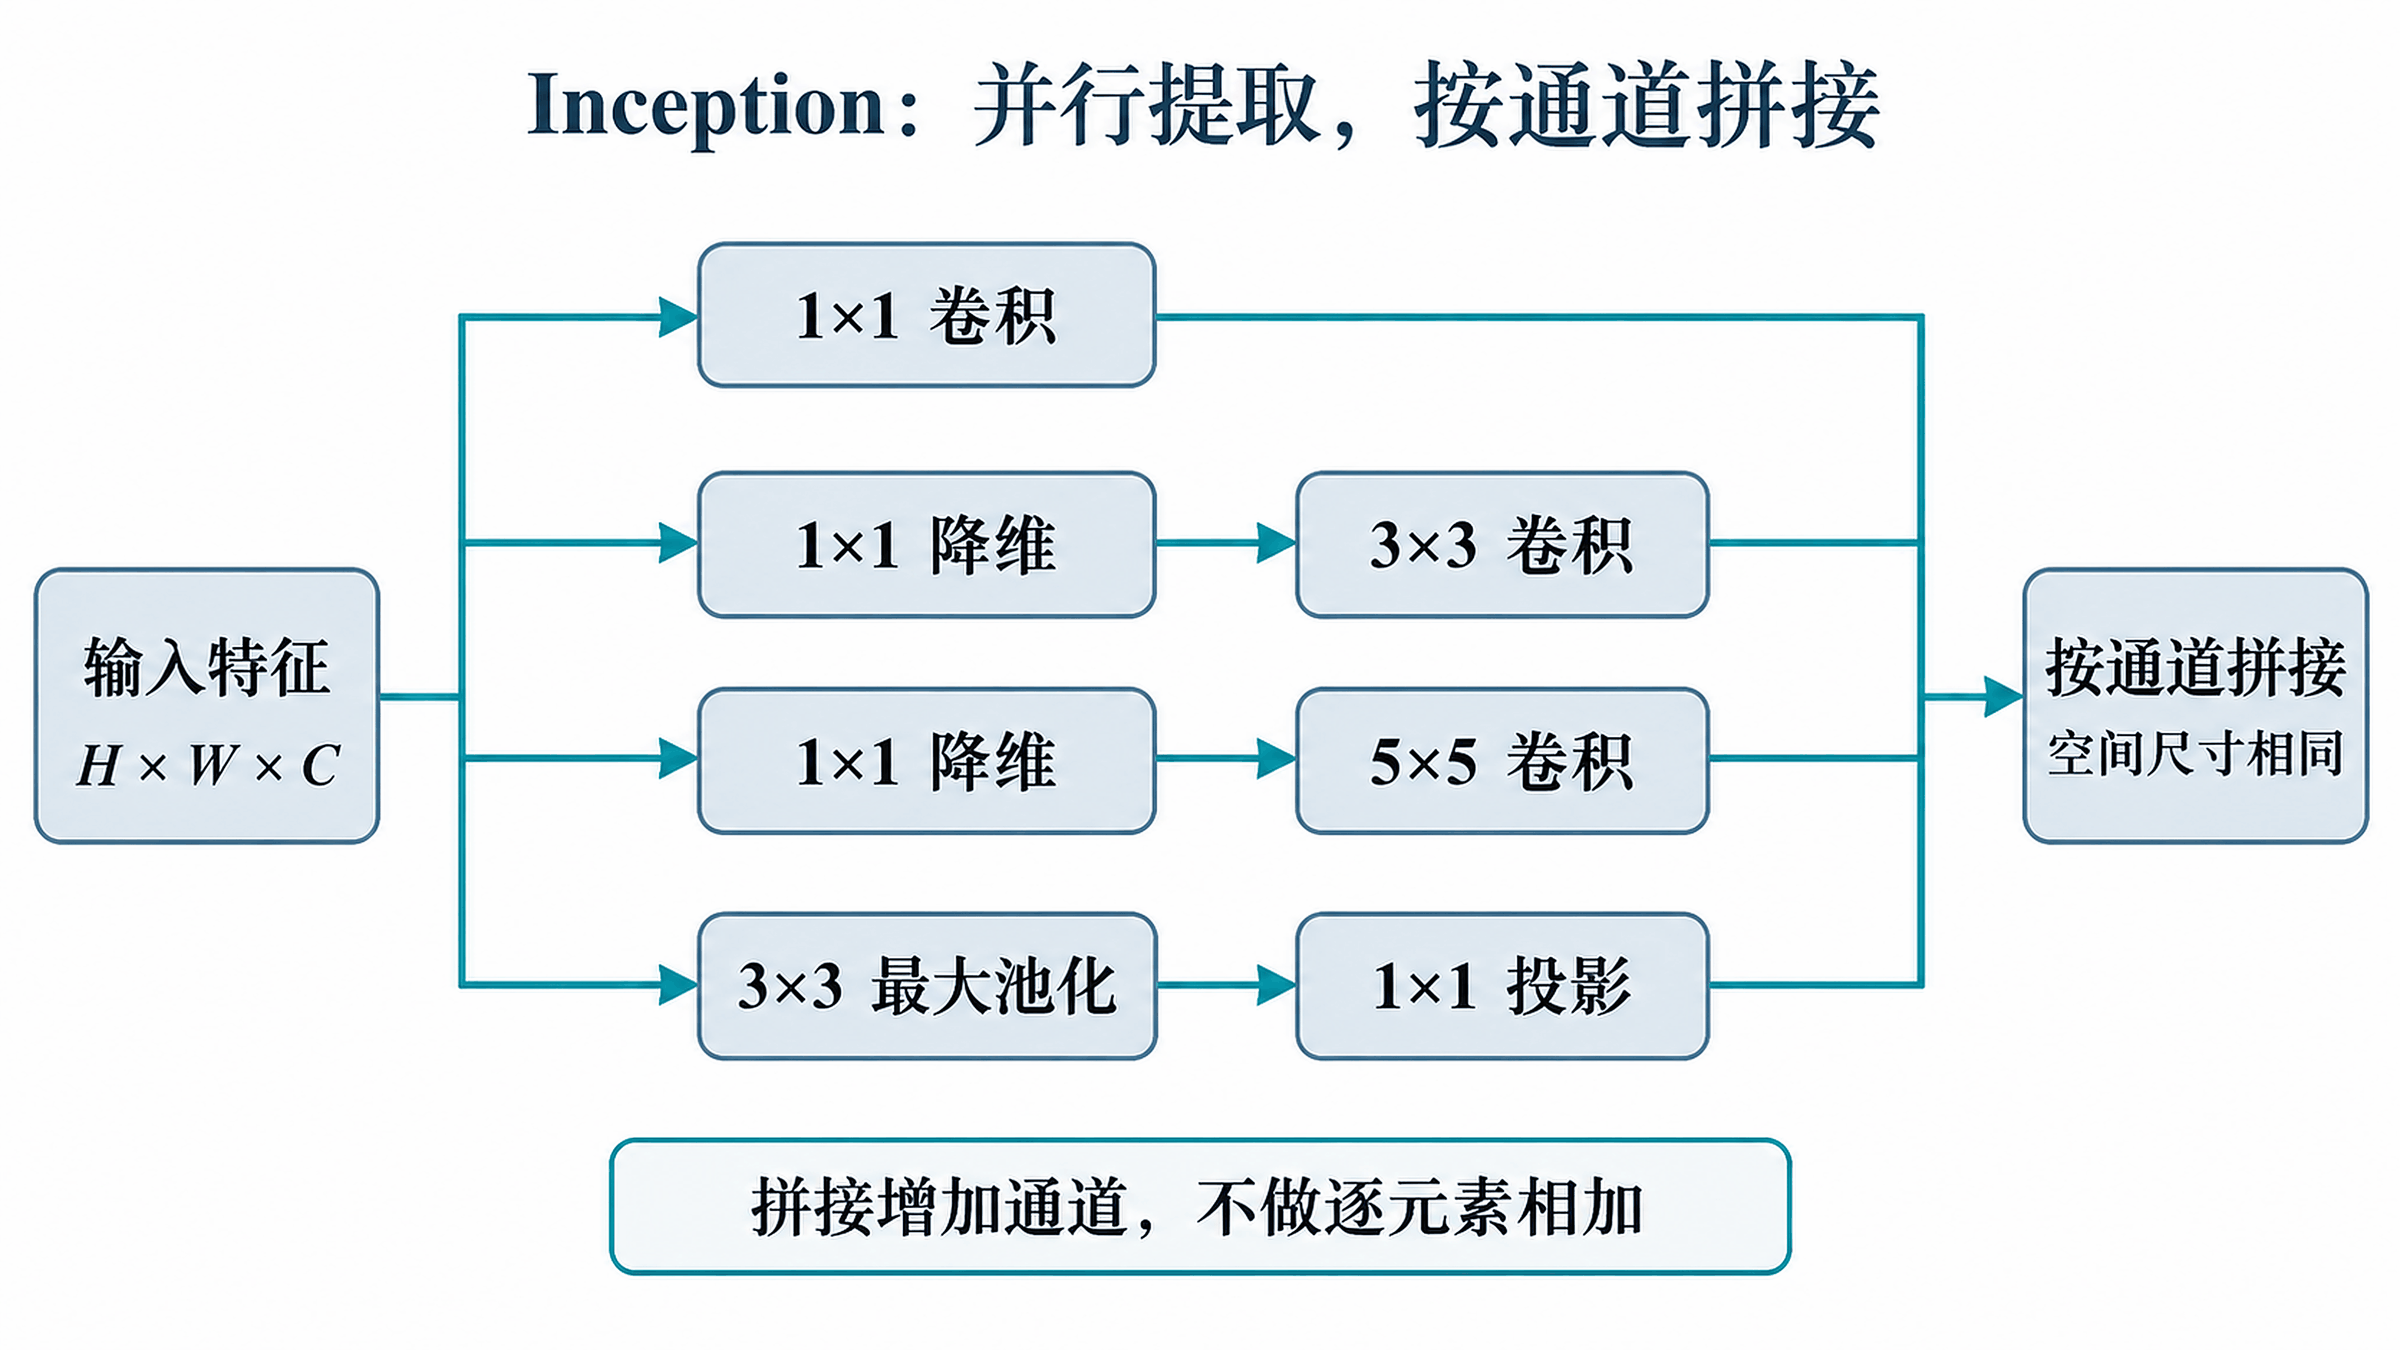 Inception：并行提取，按通道拼接
1×1 卷积
1×1 降维
3×3 卷积
输入特征
H × W × C
1×1 降维
5×5 卷积
按通道拼接
空间尺寸相同
3×3 最大池化
1×1 投影
拼接增加通道，不做逐元素相加